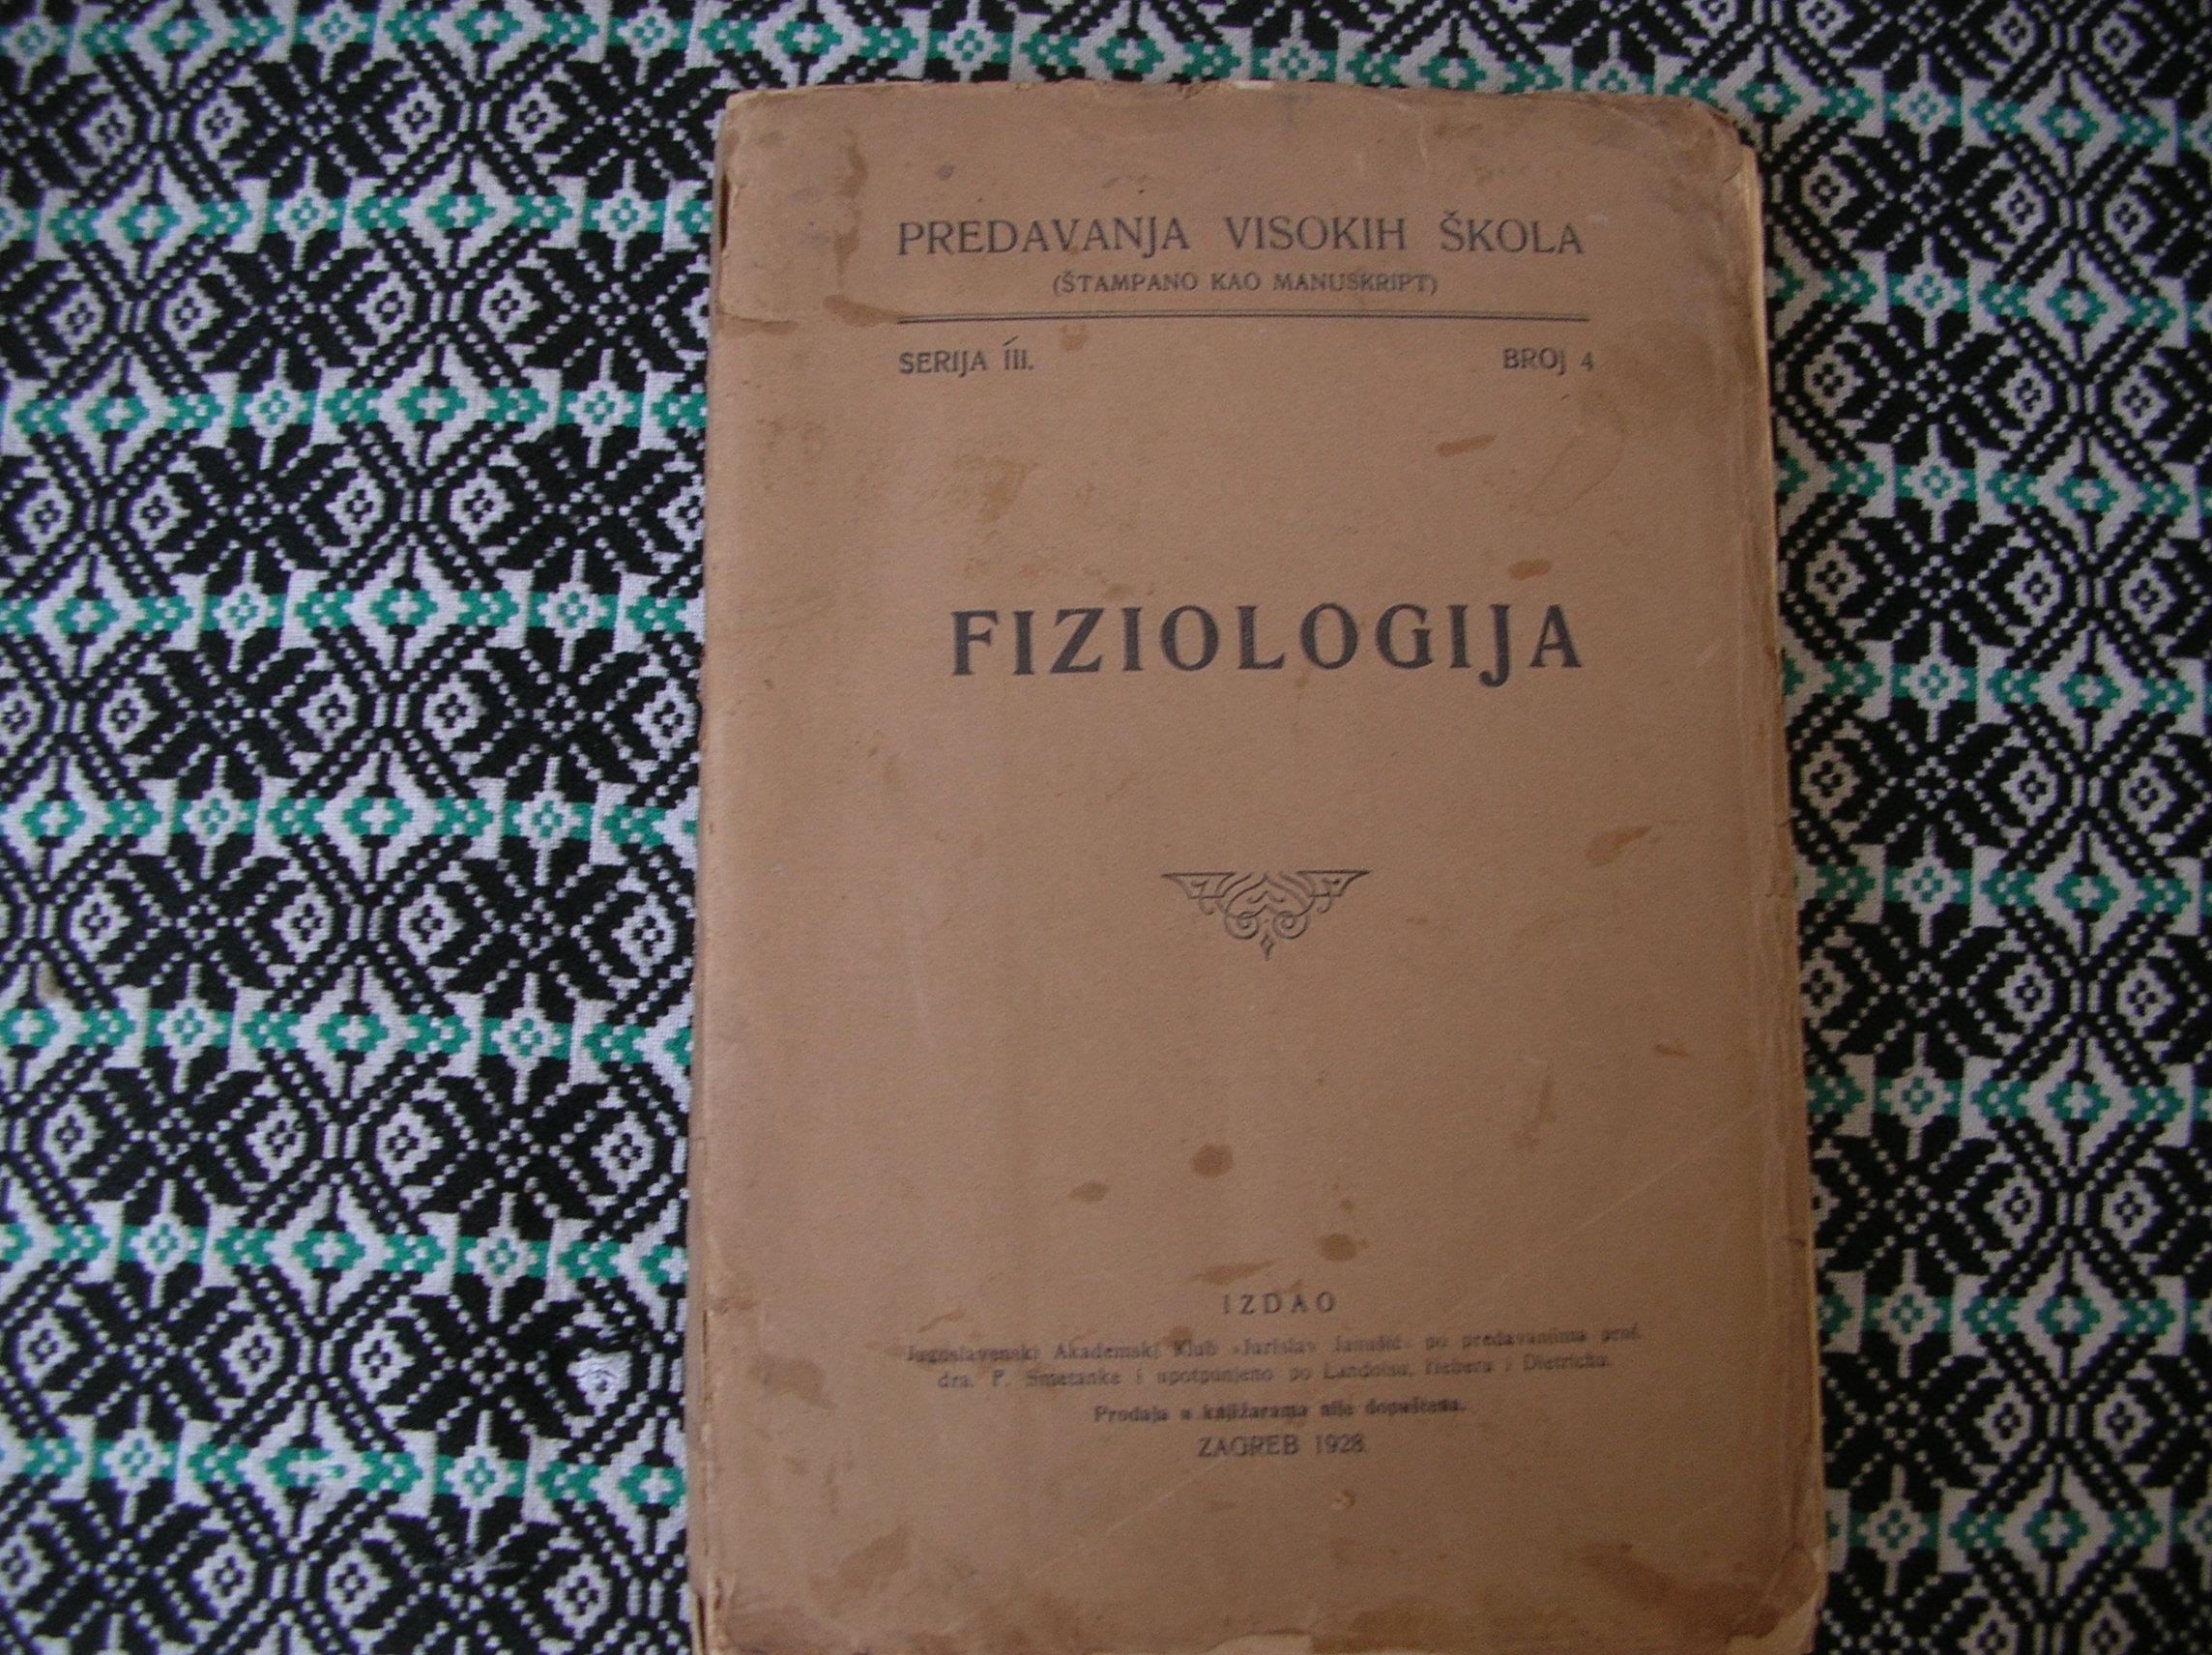 PREDAVANJA VISOKIH ŠKOLA
(ŠTAMPANO KAO MANUSKRIPT)
SERIJA III.
BROJ 4
FIZIOLOGIJA
IZDAO
Jugoslavenski Akademski Klub »Jurislav Janušić« po predavanjima prof.
dra. F. Smetanke i upotpunjeno po Landoisu, Heberu i Dietrichu.
Prodaja u knjižarama nije dopuštena.
ZAGREB 1928